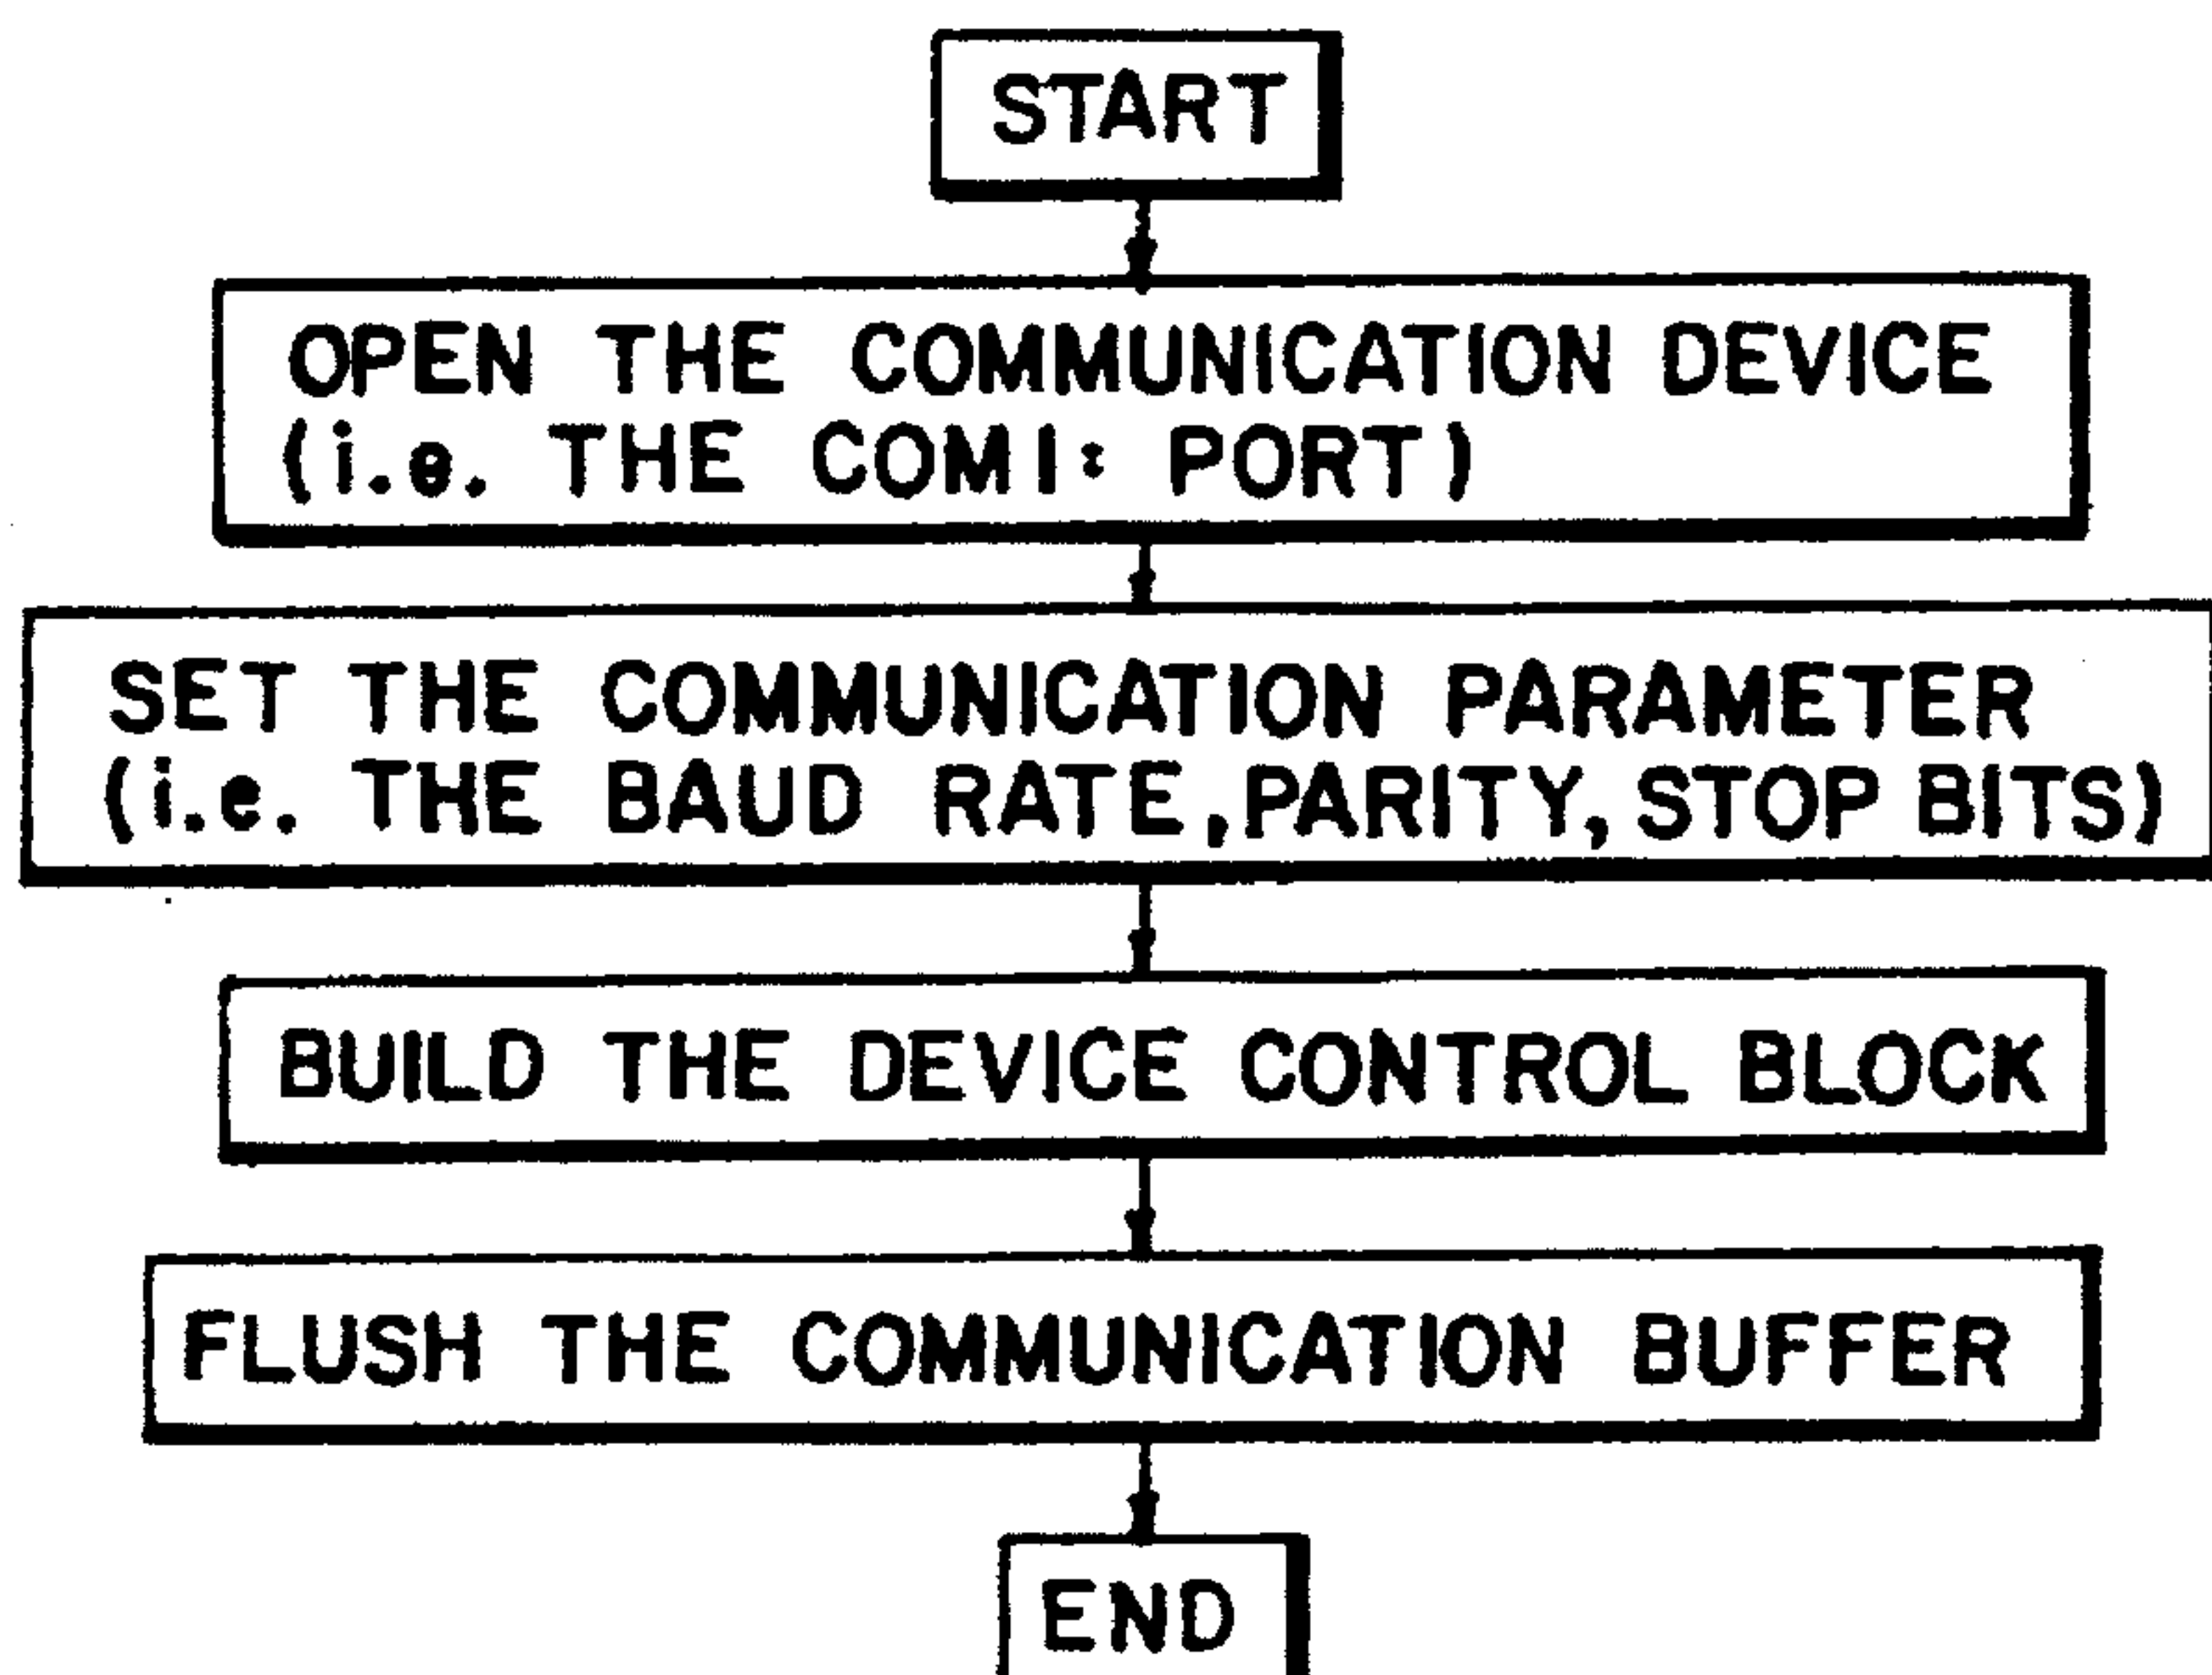 START
OPEN THE COMMUNICATION DEVICE
(i.e. THE COM1: PORT)
SET THE COMMUNICATION PARAMETER
(i.e. THE BAUD RATE, PARITY, STOP BITS)
BUILD THE DEVICE CONTROL BLOCK
FLUSH THE COMMUNICATION BUFFER
END